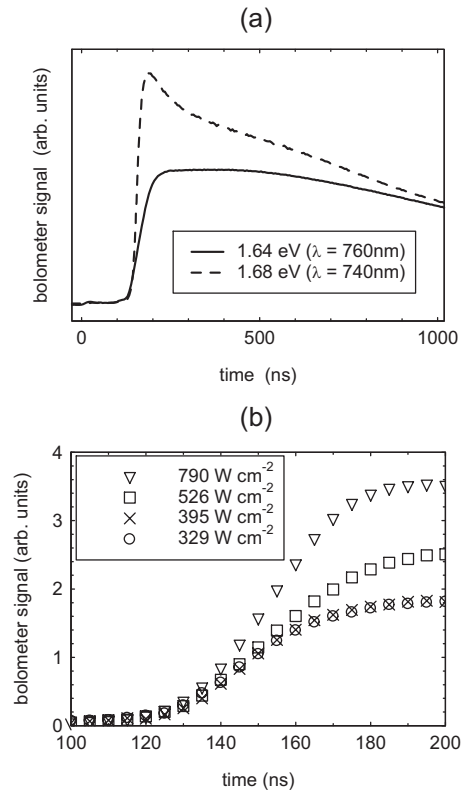 (a)
bolometer signal (arb. units)
1.64 eV (λ = 760nm)
1.68 eV (λ = 740nm)
0
500
1000
time (ns)
(b)
bolometer signal (arb. units)
4
3
2
1
0
790 W cm⁻²
526 W cm⁻²
395 W cm⁻²
329 W cm⁻²
100
120
140
160
180
200
time (ns)